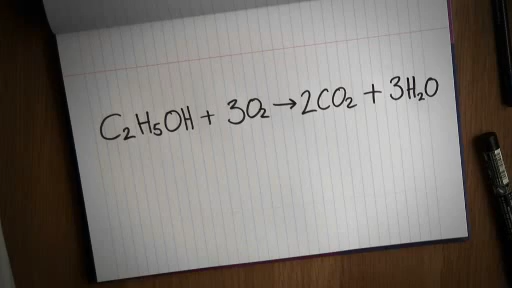 C₂H₅OH + 3O₂ → 2CO₂ + 3H₂O